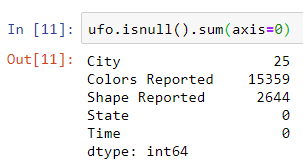 In [11]: ufo.isnull().sum(axis=0)
Out[11]: City 25
Colors Reported 15359
Shape Reported 2644
State 0
Time 0
dtype: int64